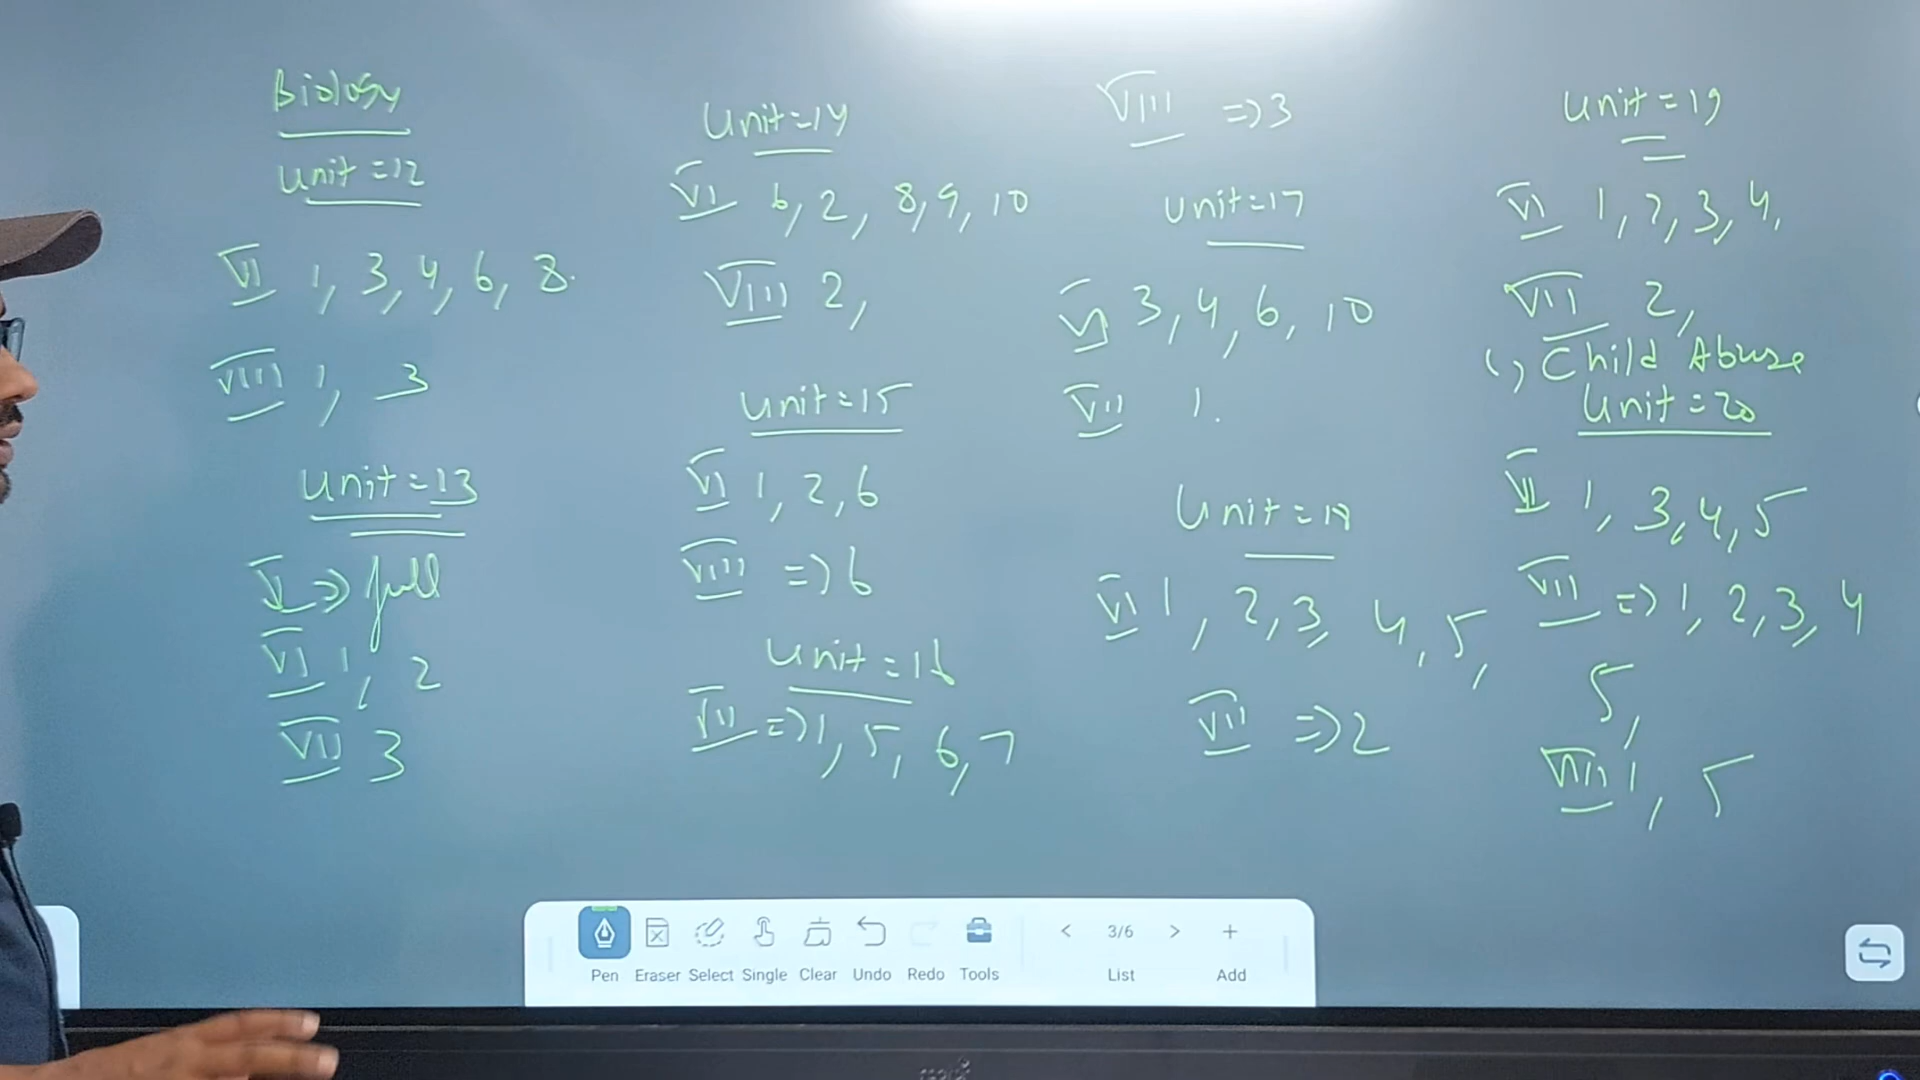 Biology
Unit=12
VI 1, 3, 4, 6, 8.
VIII 1, 3
Unit=13
V => full
VI 1, 2
VII 3
Unit=14
VI 6, 2, 8, 9, 10
VIII 2,
Unit=15
VI 1, 2, 6
VIII => 6
Unit=16
VII => 1, 5, 6, 7
VIII => 3
Unit=17
VI 3, 4, 6, 10
VII 1.
Unit=18
VI 1, 2, 3, 4, 5,
VII => 2
Unit=19
VI 1, 2, 3, 4,
VII 2,
(,) Child Abuse
Unit=20
VI 1, 3, 4, 5
VII => 1, 2, 3, 4
5,
VIII 1, 5
Pen Eraser Select Single Clear Undo Redo Tools
< 3/6 > +
List Add